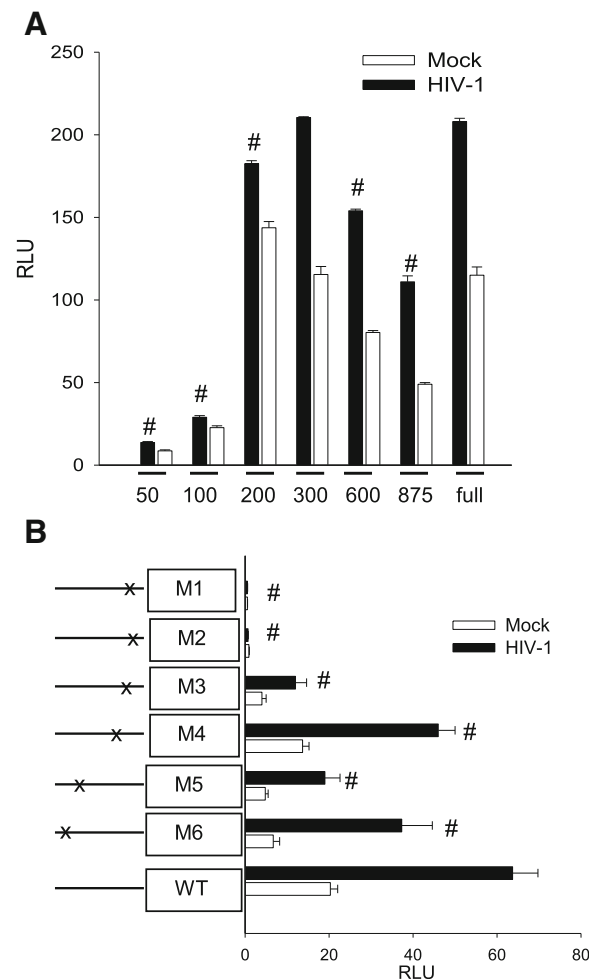 A
250
200
150
100
50
0
RLU
Mock
HIV-1
#
#
#
#
#
50 100 200 300 600 875 full
B
x M1 #
x M2 #
x M3 #
x M4 #
x M5 #
x M6 #
WT
Mock
HIV-1
0 20 40 60 80
RLU